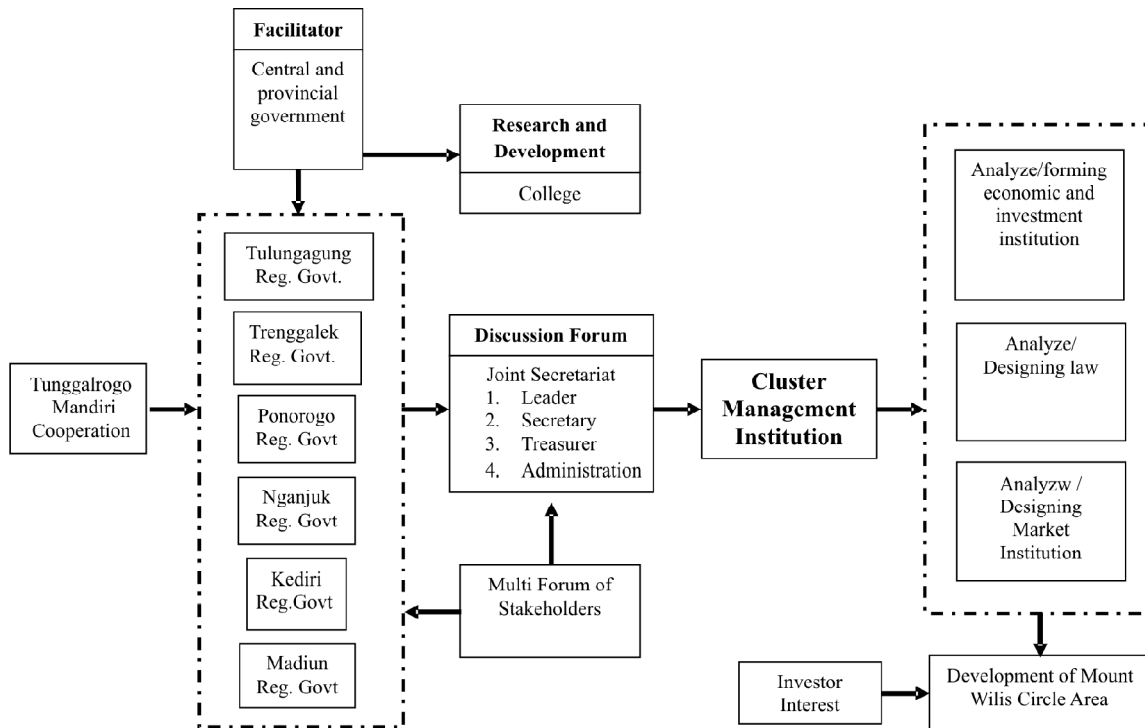 Facilitator
Central and
provincial
government
Research and
Development
College
Tulungagung
Reg. Govt.
Trenggalek
Reg. Govt.
Ponorogo
Reg. Govt
Nganjuk
Reg. Govt
Kediri
Reg.Govt
Madiun
Reg. Govt
Tunggalrogo
Mandiri
Cooperation
Discussion Forum
Joint Secretariat
1. Leader
2. Secretary
3. Treasurer
4. Administration
Multi Forum of
Stakeholders
Cluster
Management
Institution
Analyze/forming
economic and
investment
institution
Analyze/
Designing law
Analyzw /
Designing
Market
Institution
Investor
Interest
Development of Mount
Wilis Circle Area